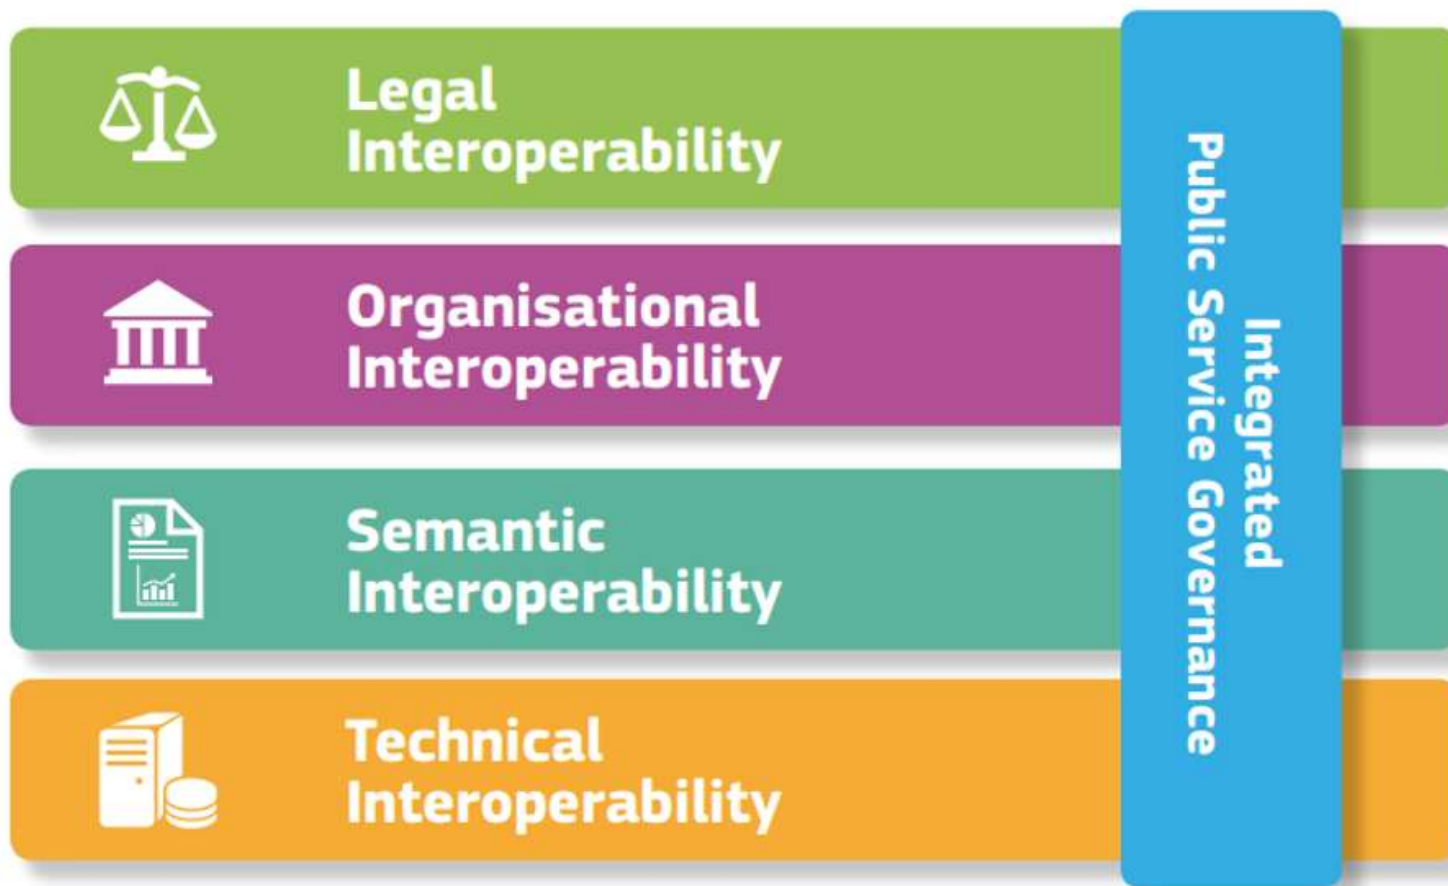 Legal
Interoperability
Organisational
Interoperability
Semantic
Interoperability
Technical
Interoperability
Integrated
Public Service Governance